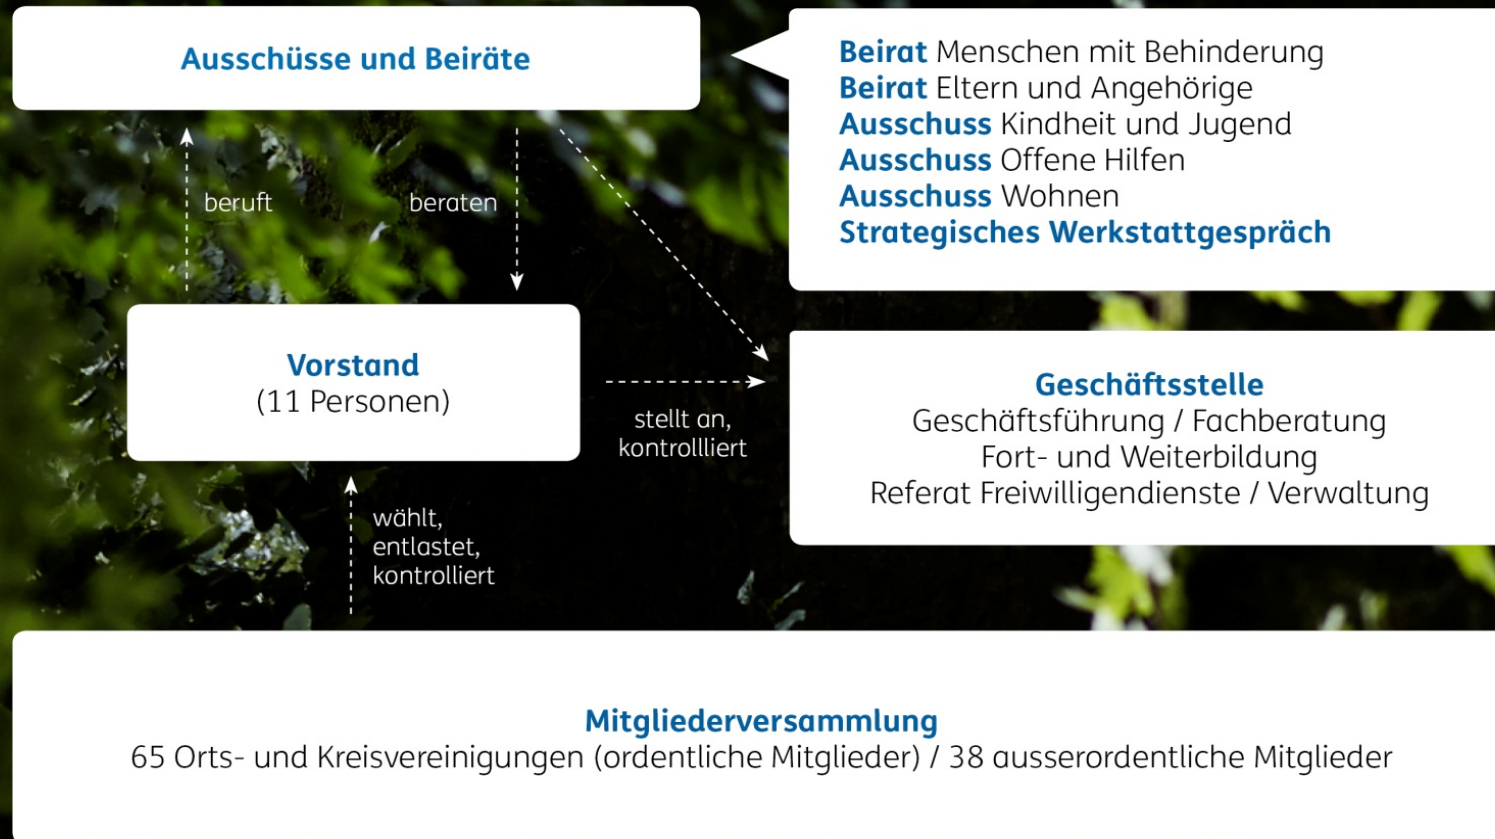 Ausschüsse und Beiräte
Beirat Menschen mit Behinderung
Beirat Eltern und Angehörige
Ausschuss Kindheit und Jugend
Ausschuss Offene Hilfen
Ausschuss Wohnen
Strategisches Werkstattgespräch
beruft
beraten
Vorstand
(11 Personen)
stellt an,
kontrollliert
Geschäftsstelle
Geschäftsführung / Fachberatung
Fort- und Weiterbildung
Referat Freiwilligendienste / Verwaltung
wählt,
entlastet,
kontrolliert
Mitgliederversammlung
65 Orts- und Kreisvereinigungen (ordentliche Mitglieder) / 38 ausserordentliche Mitglieder